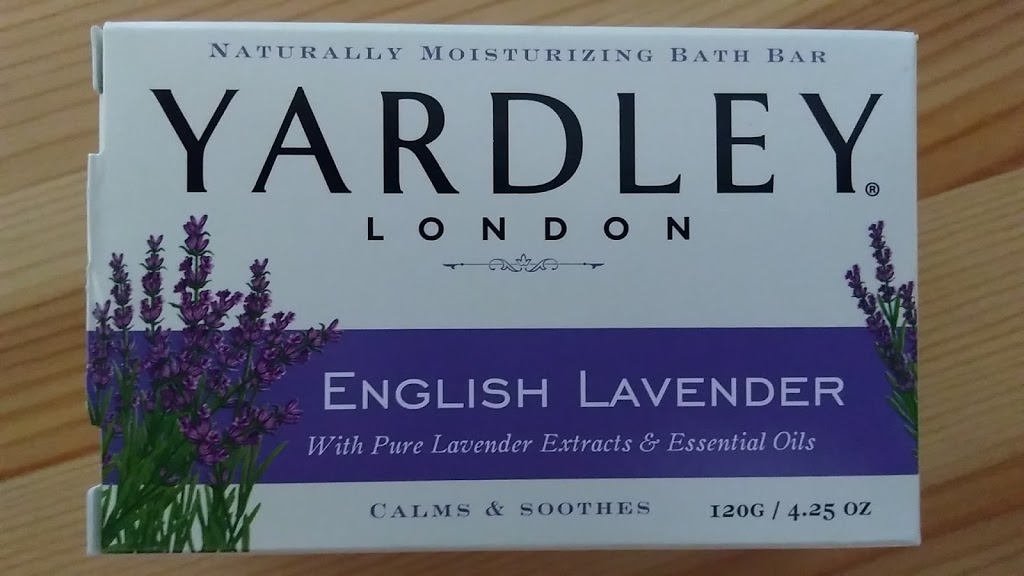 NATURALLY MOISTURIZING BATH BAR
YARDLEY®
LONDON
ENGLISH LAVENDER
With Pure Lavender Extracts & Essential Oils
CALMS & SOOTHES
120G / 4.25 OZ